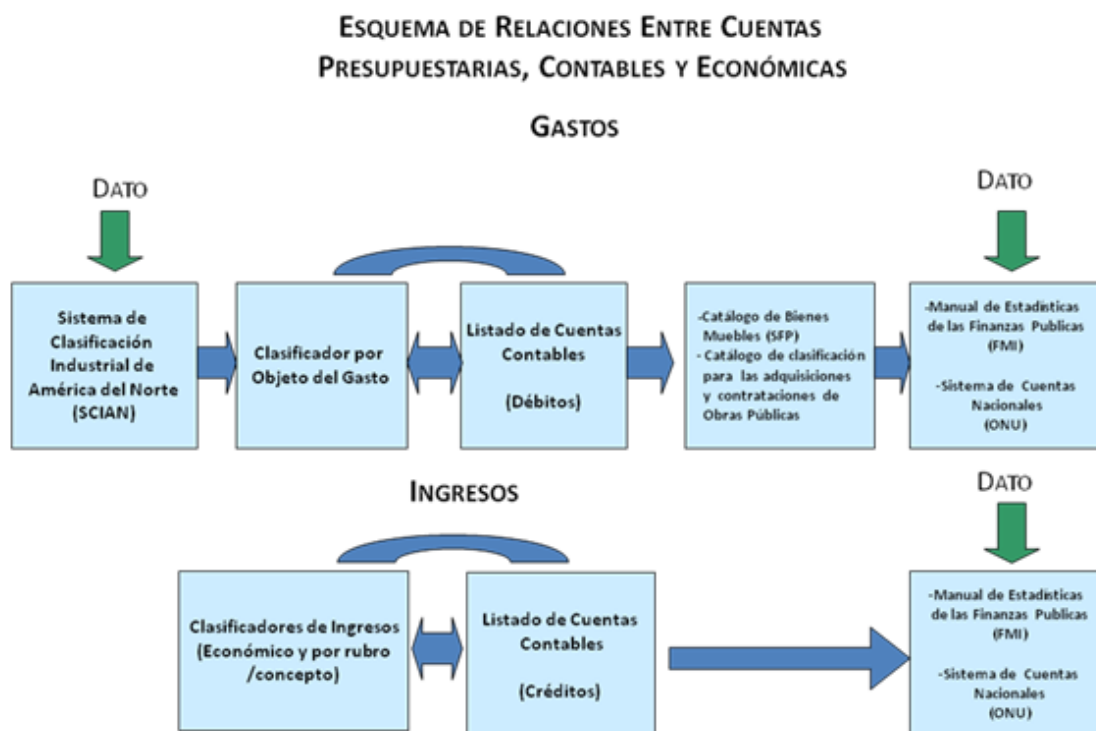 ESQUEMA DE RELACIONES ENTRE CUENTAS
PRESUPUESTARIAS, CONTABLES Y ECONÓMICAS
GASTOS
DATO
DATO
Sistema de
Clasificación
Industrial de
América del Norte
(SCIAN)
Clasificador por
Objeto del Gasto
Listado de Cuentas
Contables
(Débitos)
-Catálogo de Bienes
Muebles (SFP)
- Catálogo de clasificación
para las adquisiciones
y contrataciones de
Obras Públicas
-Manual de Estadísticas
de las Finanzas Publicas
(FMI)
-Sistema de Cuentas
Nacionales
(ONU)
INGRESOS
DATO
Clasificadores de Ingresos
(Económico y por rubro
/concepto)
Listado de Cuentas
Contables
(Créditos)
-Manual de Estadísticas
de las Finanzas Publicas
(FMI)
-Sistema de Cuentas
Nacionales
(ONU)